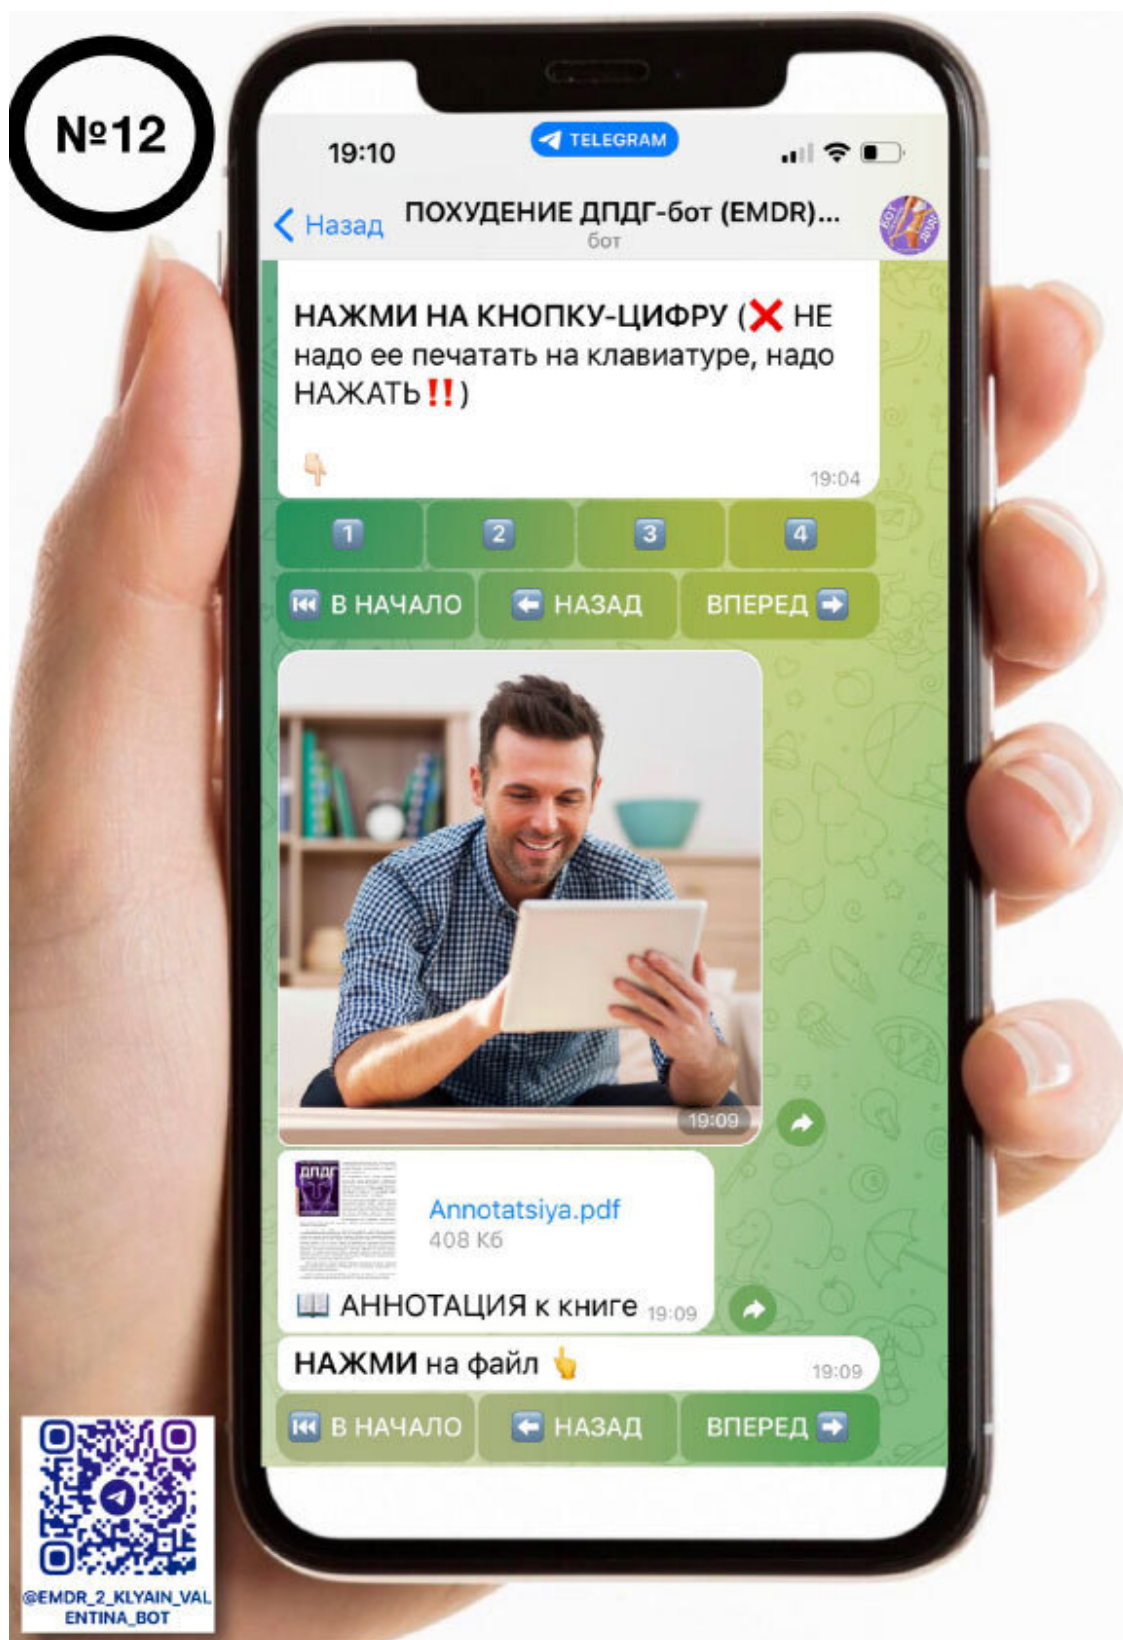 №12
19:10
TELEGRAM
Назад
ПОХУДЕНИЕ ДПДГ-бот (EMDR)...
бот
БОТ
ДПДГ
НАЖМИ НА КНОПКУ-ЦИФРУ (❌ НЕ
надо ее печатать на клавиатуре, надо
НАЖАТЬ‼️)
👇🏻
19:04
1 2 3 4
⏮ В НАЧАЛО ⬅️ НАЗАД ВПЕРЕД ➡️
19:09
ДПДГ
Annotatsiya.pdf
408 Кб
📖 АННОТАЦИЯ к книге 19:09
НАЖМИ на файл 👆 19:09
⏮ В НАЧАЛО ⬅️ НАЗАД ВПЕРЕД ➡️
@EMDR_2_KLYAIN_VAL
ENTINA_BOT